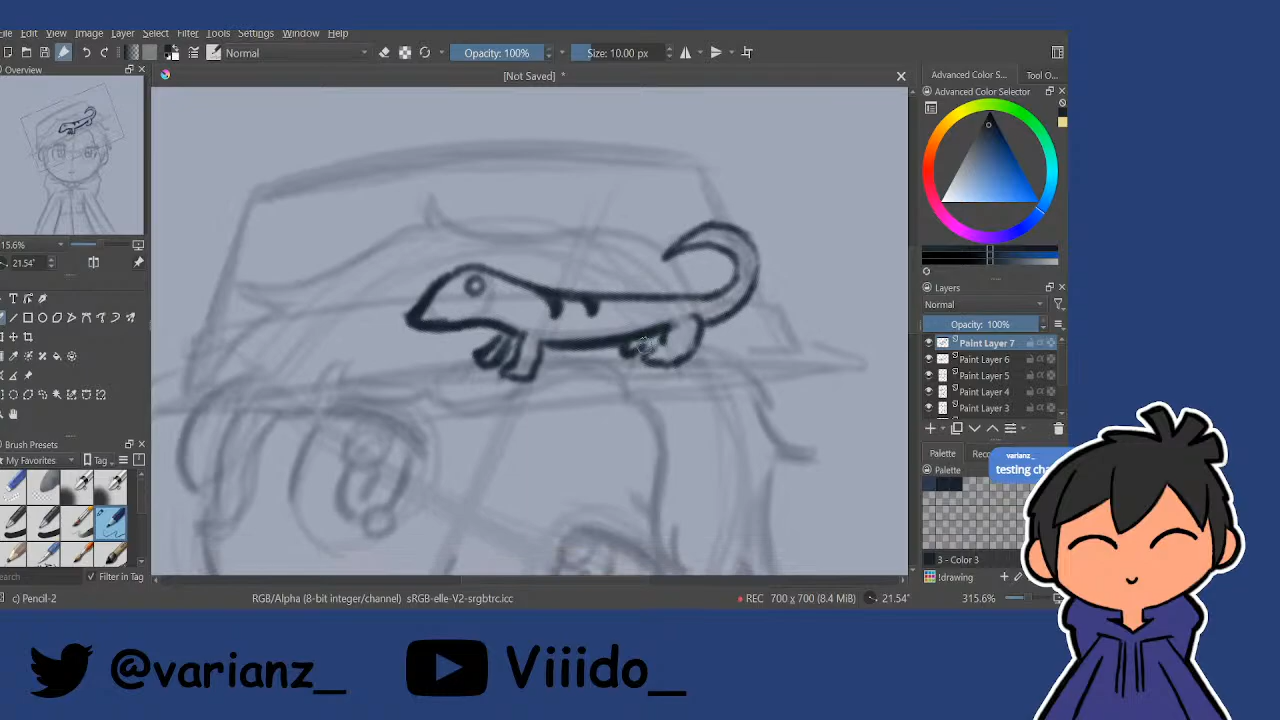 File Edit View Image Layer Select Filter Tools Settings Window Help
Normal
Opacity: 100%
Size: 10.00 px
Overview
[Not Saved] *
Advanced Color S...
Tool O...
Advanced Color Selector
15.6%
21.54°
Layers
Normal
Opacity: 100%
Paint Layer 7
Paint Layer 6
Paint Layer 5
Paint Layer 4
Paint Layer 3
Brush Presets
My Favorites
Tag
Palette
varianz_
testing cha
Palette
3 - Color 3
!drawing
Search
Filter in Tag
c) Pencil-2
RGB/Alpha (8-bit integer/channel) sRGB-elle-V2-srgbtrc.icc
REC
700 x 700 (8.4 MiB)
21.54°
315.6%
@varianz_
Viiido_